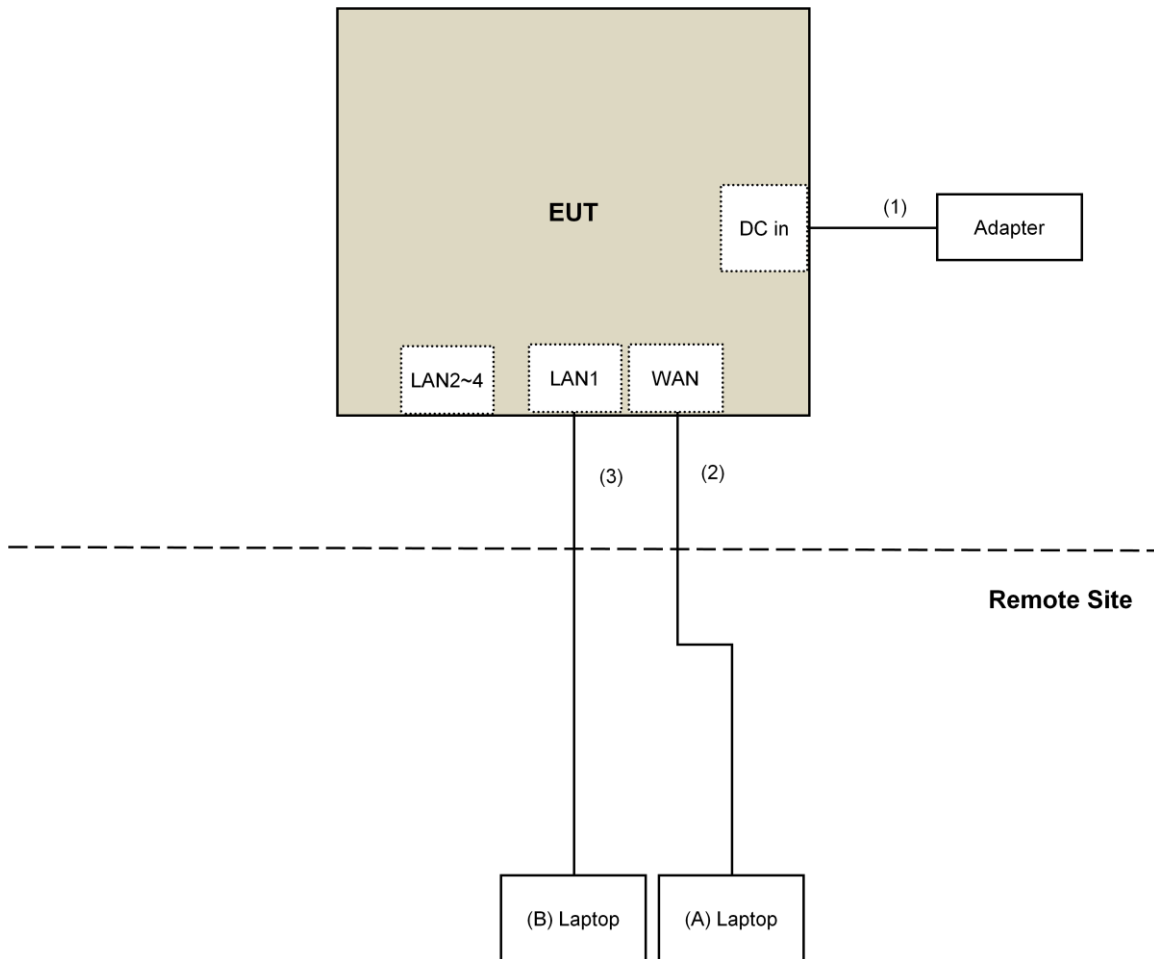 EUT
DC in
(1)
Adapter
LAN2~4
LAN1
WAN
(3)
(2)
Remote Site
(B) Laptop
(A) Laptop